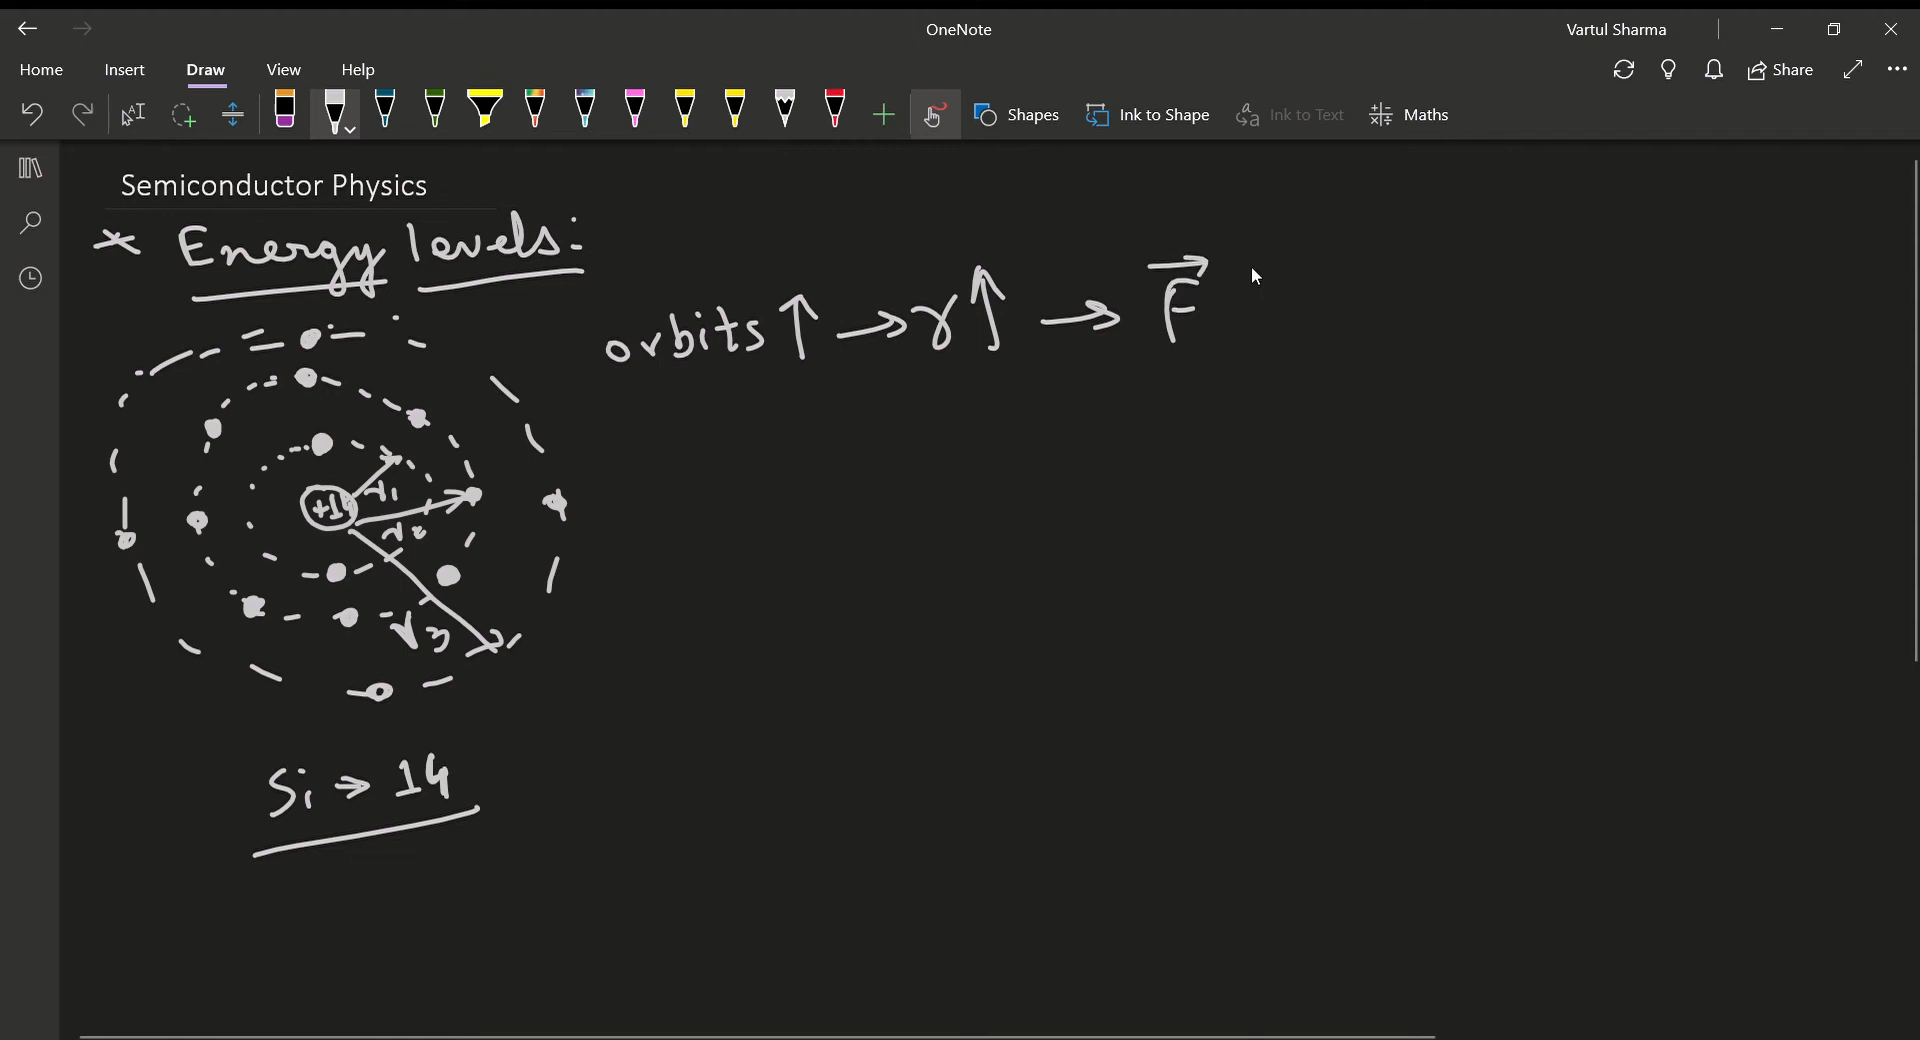 OneNote
Vartul Sharma
Home Insert Draw View Help
Share
Shapes Ink to Shape Ink to Text Maths
Semiconductor Physics
* Energy levels:
orbits ↑ → r ↑ → F⃗
+14
r1
r2
r3
Si → 14